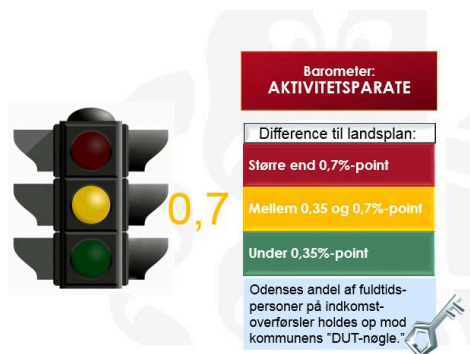 Barometer:
AKTIVITETSPARATE
Difference til landsplan:
Større end 0,7%-point
0,7
Mellem 0,35 og 0,7%-point
Under 0,35%-point
Odenses andel af fuldtids-
personer på indkomst-
overførsler holdes op mod
kommunens "DUT-nøgle."